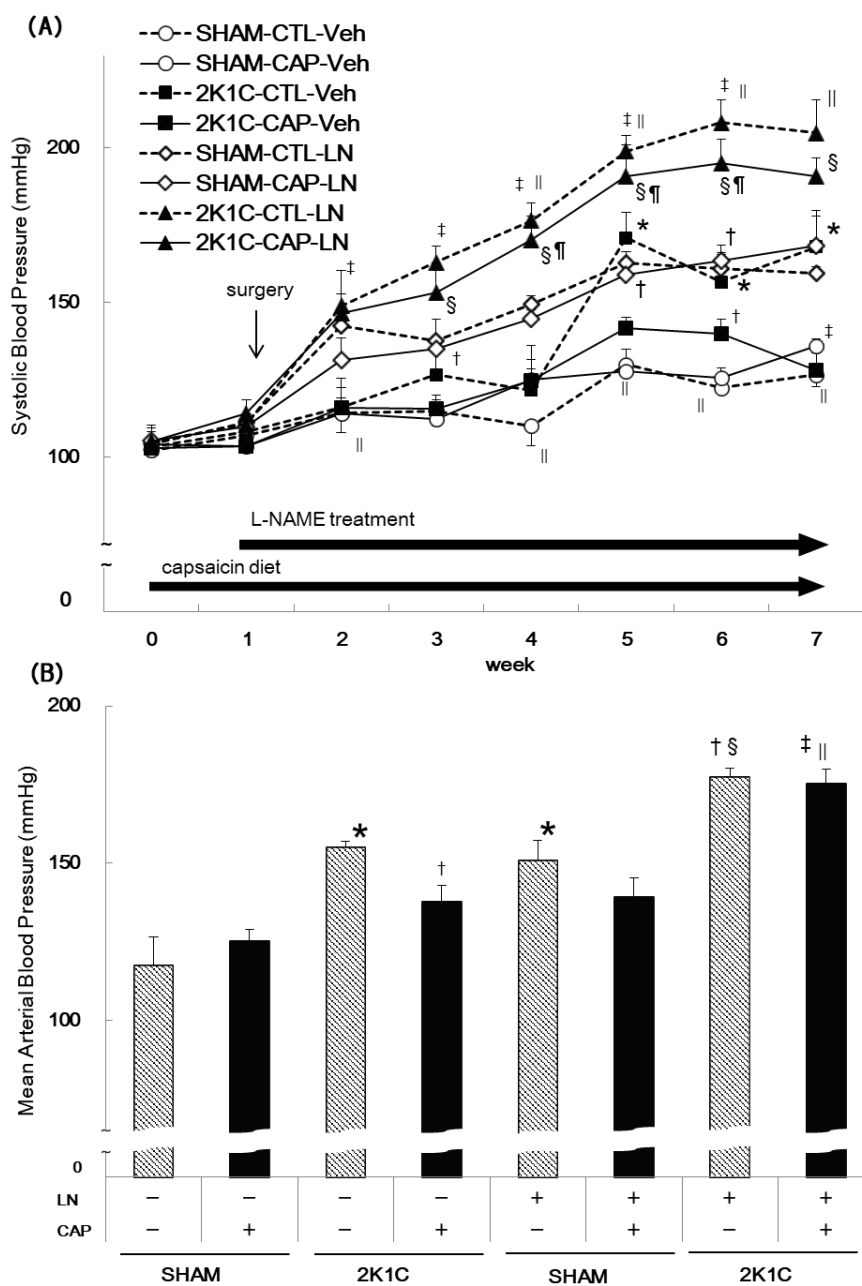 (A)
SHAM-CTL-Veh
SHAM-CAP-Veh
2K1C-CTL-Veh
2K1C-CAP-Veh
SHAM-CTL-LN
SHAM-CAP-LN
2K1C-CTL-LN
2K1C-CAP-LN
Systolic Blood Pressure (mmHg)
200
150
100
~
~
0
surgery
‡
‡
§
†
||
‡ ||
§ ¶
||
‡ ||
§ ¶
*
†
||
‡ ||
§ ¶
†
*
†
||
||
§
*
‡
||
L-NAME treatment
capsaicin diet
0 1 2 3 4 5 6 7
week
(B)
Mean Arterial Blood Pressure (mmHg)
200
150
100
~
~
0
* † * † § ‡ ||
LN − − − − + + + +
CAP − + − + − + − +
SHAM 2K1C SHAM 2K1C